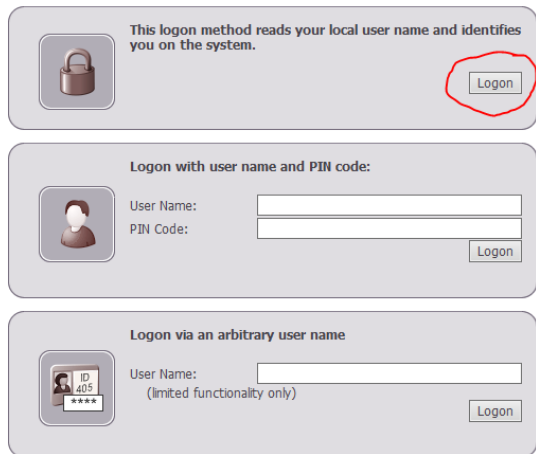 This logon method reads your local user name and identifies
you on the system.
Logon
Logon with user name and PIN code:
User Name:
PIN Code:
Logon
Logon via an arbitrary user name
ID
405
****
User Name:
(limited functionality only)
Logon